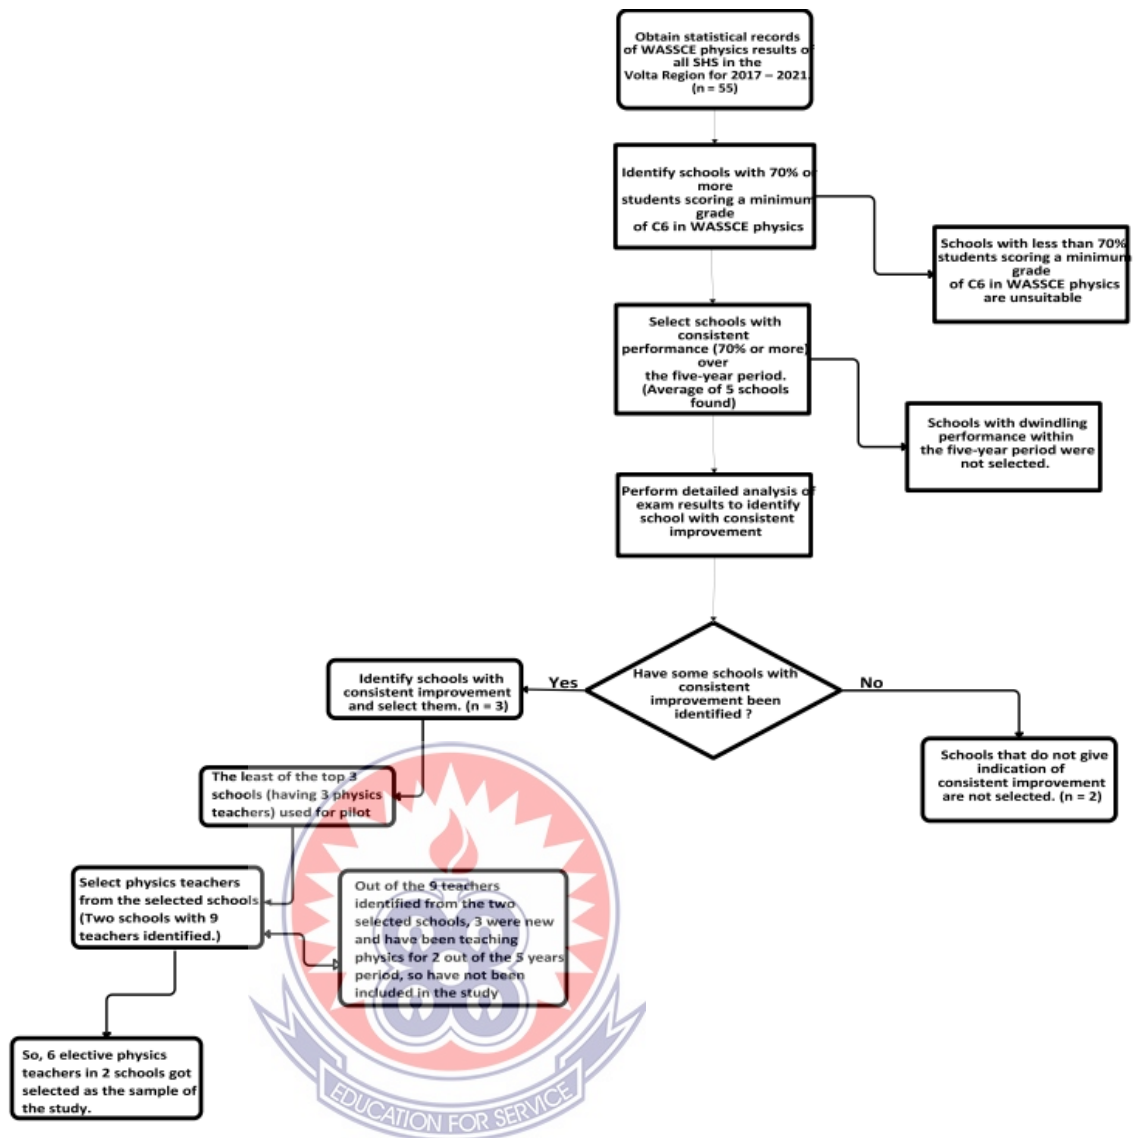 Obtain statistical records
of WASSCE physics results of
all SHS in the
Volta Region for 2017 – 2021.
(n = 55)
Identify schools with 70% or
more
students scoring a minimum
grade
of C6 in WASSCE physics
Schools with less than 70%
students scoring a minimum
grade
of C6 in WASSCE physics
are unsuitable
Select schools with
consistent
performance (70% or more)
over
the five-year period.
(Average of 5 schools
found)
Schools with dwindling
performance within
the five-year period were
not selected.
Perform detailed analysis of
exam results to identify
school with consistent
improvement
Have some schools with
consistent
improvement been
identified ?
Yes
No
Identify schools with
consistent improvement
and select them. (n = 3)
Schools that do not give
indication of
consistent improvement
are not selected. (n = 2)
The least of the top 3
schools (having 3 physics
teachers) used for pilot
Select physics teachers
from the selected schools
(Two schools with 9
teachers identified.)
Out of the 9 teachers
identified from the two
selected schools, 3 were new
and have been teaching
physics for 2 out of the 5 years
period, so have not been
included in the study
So, 6 elective physics
teachers in 2 schools got
selected as the sample of
the study.
EDUCATION FOR SERVICE